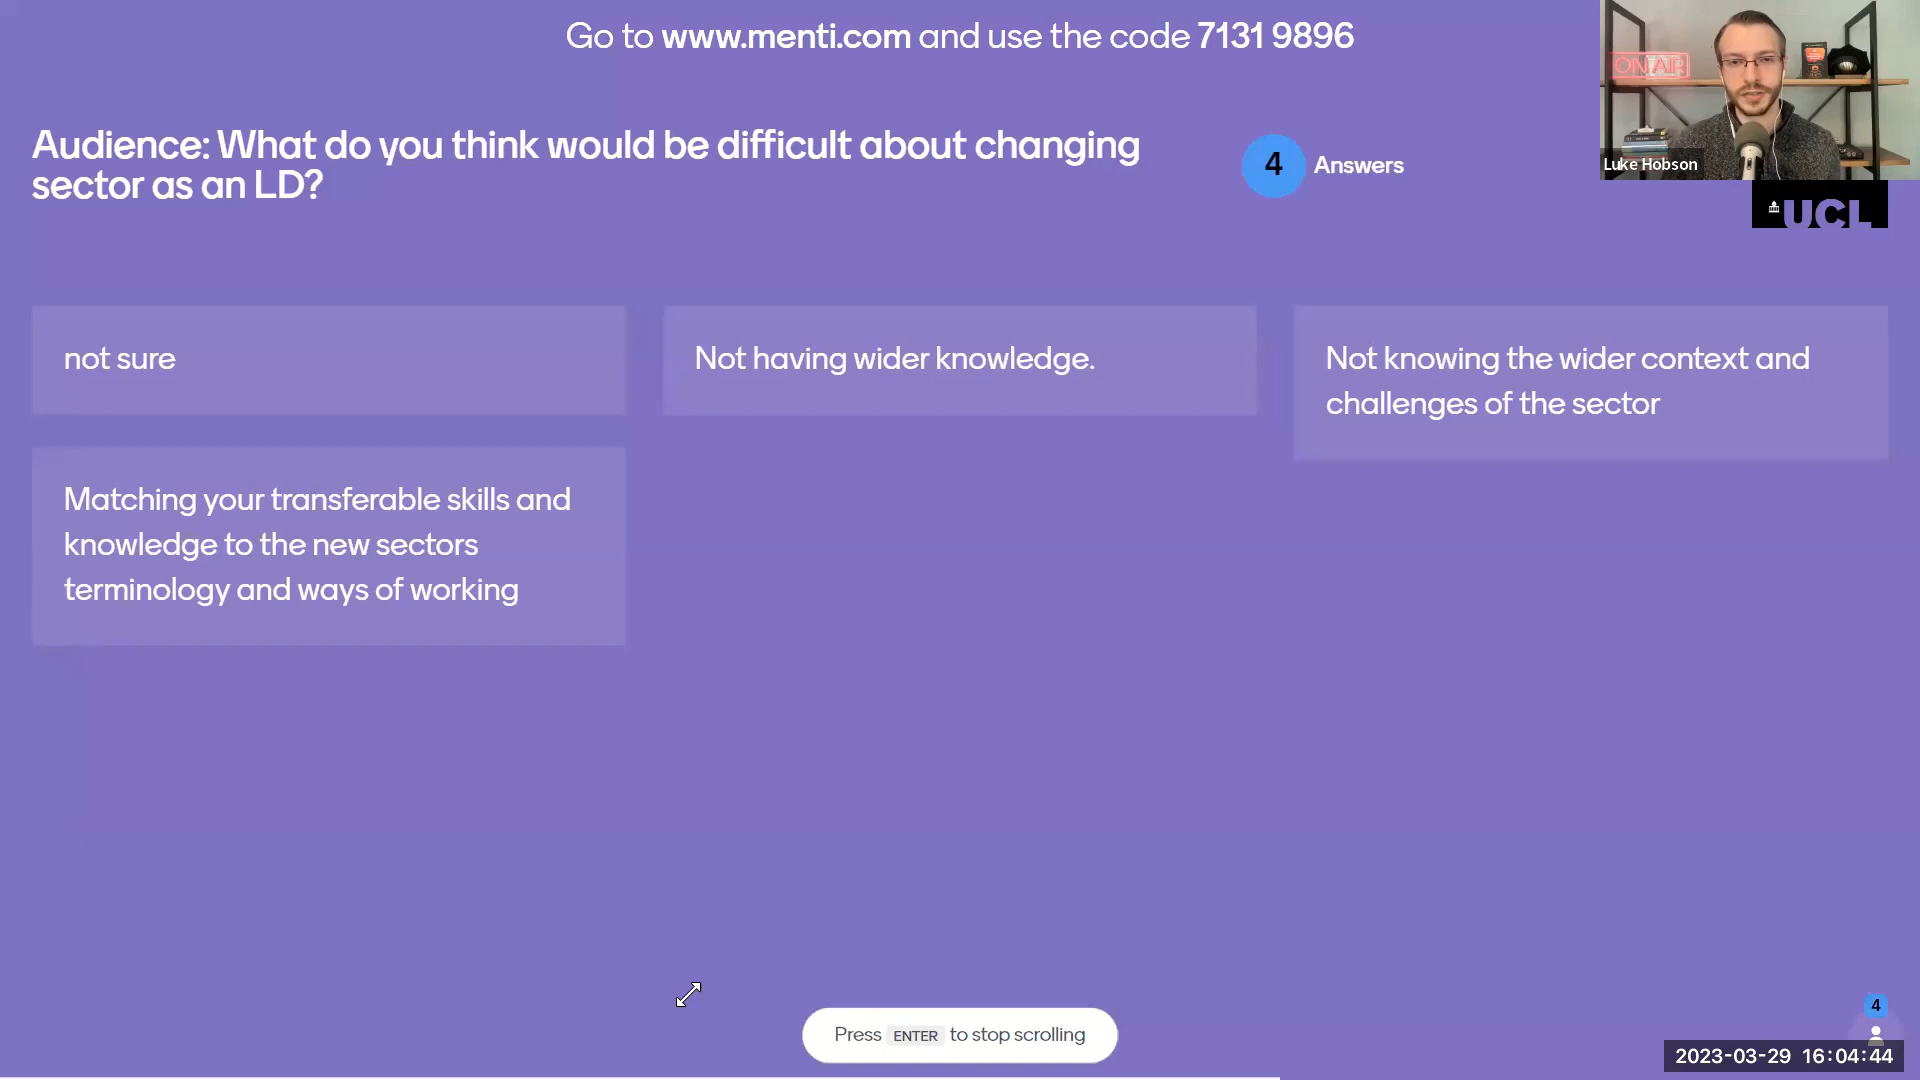 Go to www.menti.com and use the code 7131 9896
Audience: What do you think would be difficult about changing
sector as an LD?
4 Answers
ON AIR
Luke Hobson
UCL
not sure
Not having wider knowledge.
Not knowing the wider context and
challenges of the sector
Matching your transferable skills and
knowledge to the new sectors
terminology and ways of working
Press ENTER to stop scrolling
4
2023-03-29 16:04:44